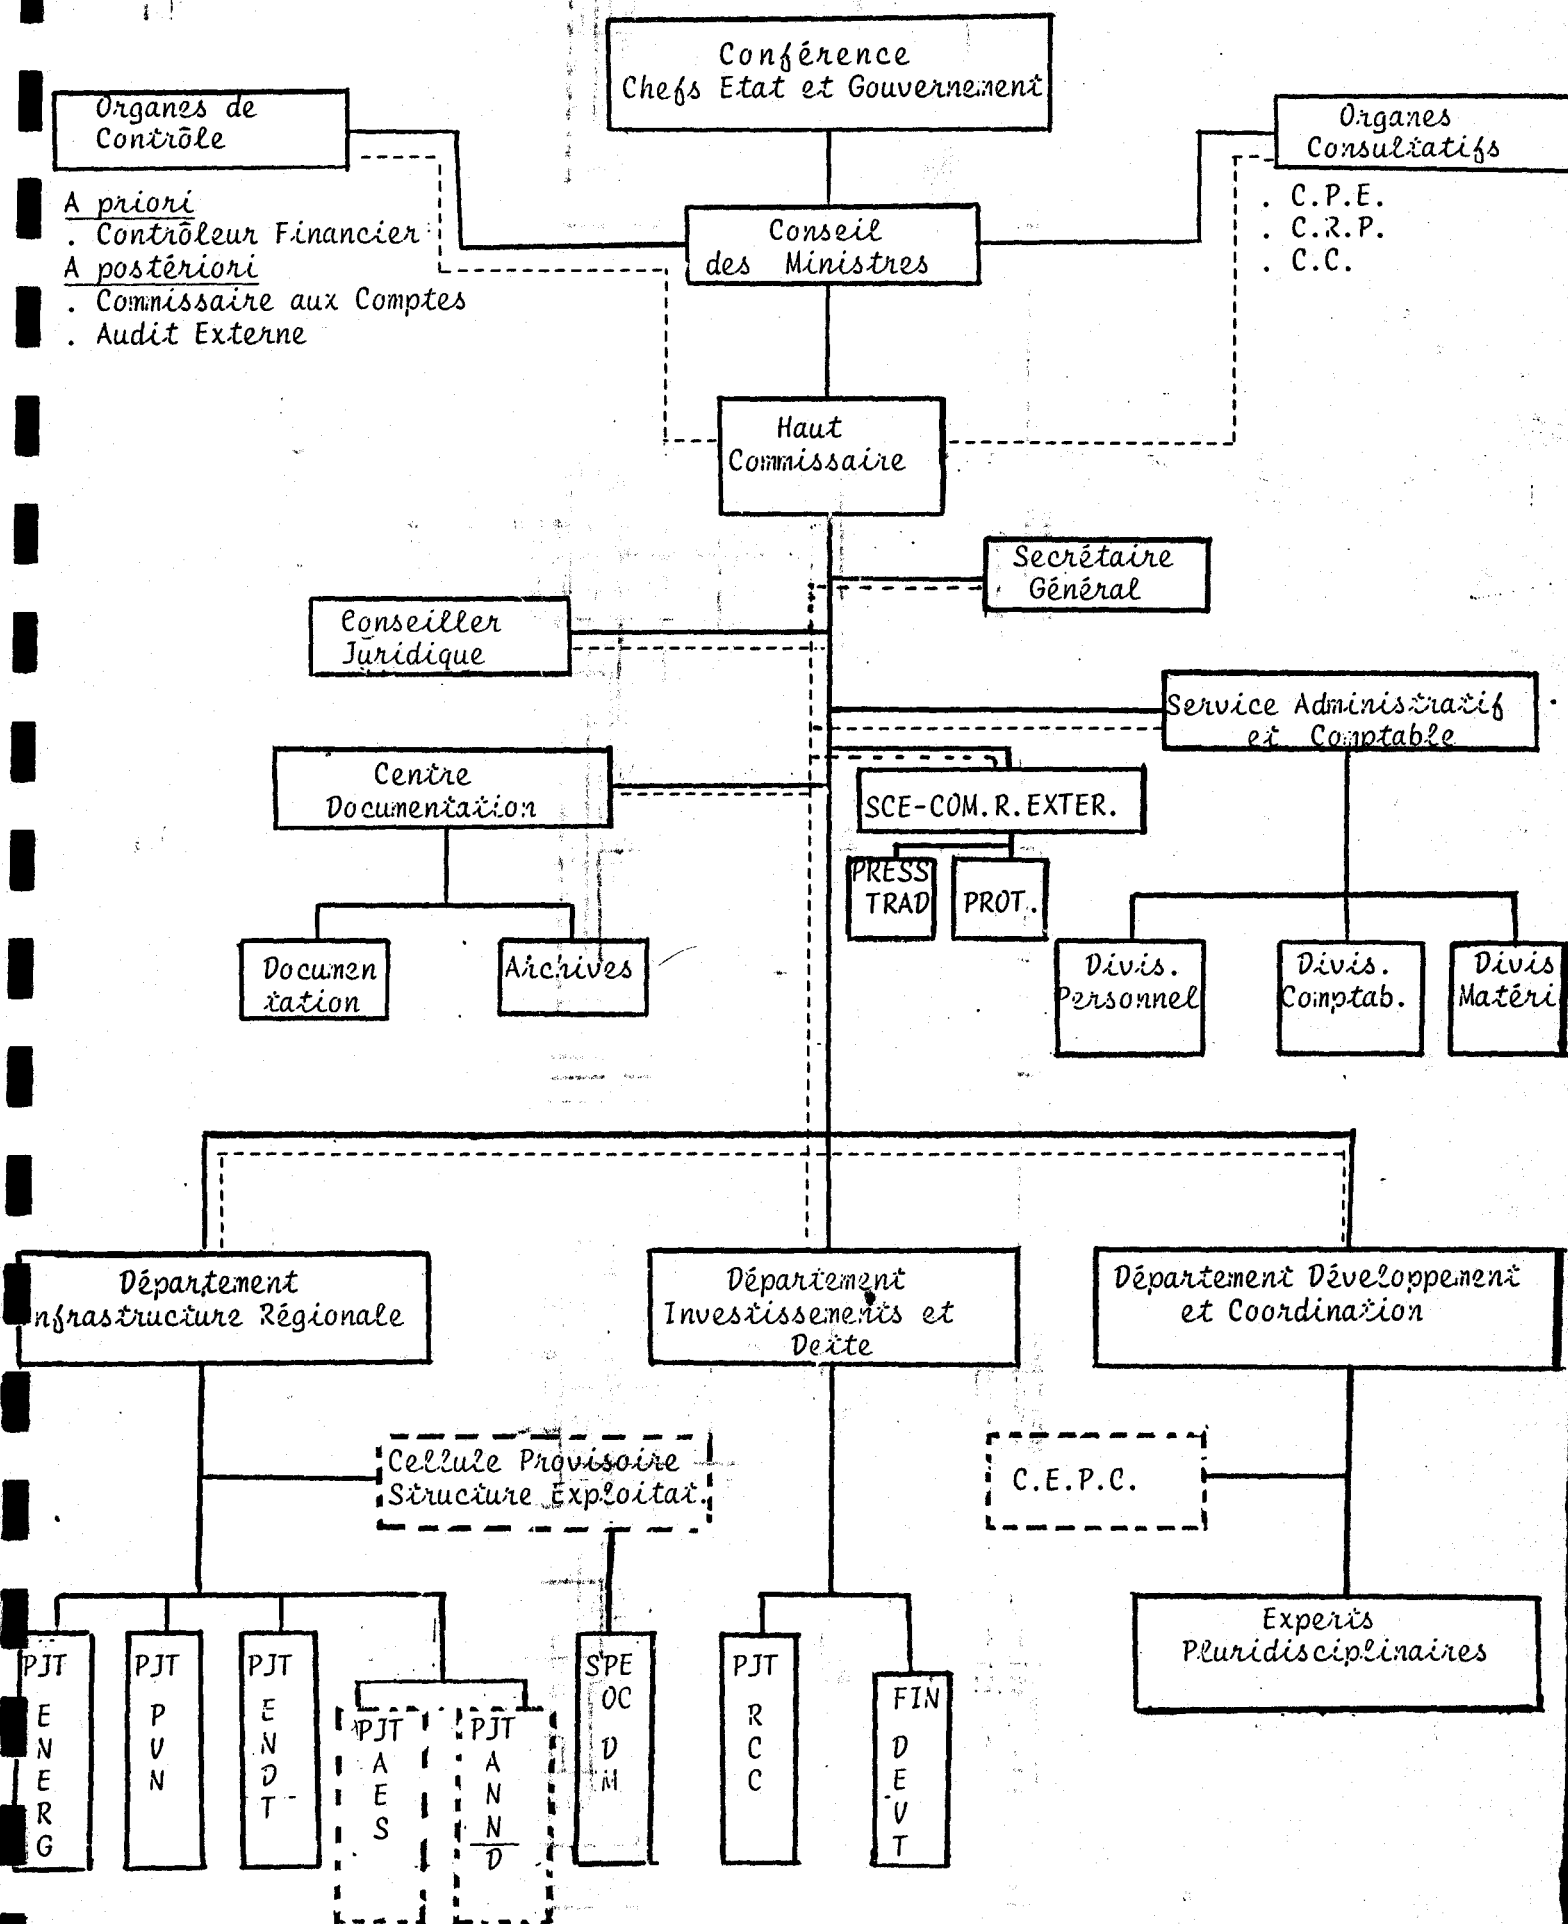 Conférence
Chefs Etat et Gouvernement
Organes de
Contrôle
A priori
. Contrôleur Financier
A postériori
. Commissaire aux Comptes
. Audit Externe
Organes
Consultatifs
. C.P.E.
. C.R.P.
. C.C.
Conseil
des Ministres
Haut
Commissaire
Secrétaire
Général
Conseiller
Juridique
Service Administratif
et Comptable
Centre
Documentation
SCE-COM.R.EXTER.
PRESS
TRAD
PROT.
Documen
tation
Archives
Divis.
Personnel
Divis.
Comptab.
Divis
Matéri
Département
nfrastructure Régionale
Département
Investissements et
Dette
Département Développement
et Coordination
Cellule Provisoire
Structure Exploitat.
C.E.P.C.
Experts
Pluridisciplinaires
PJT
E
N
E
R
G
PJT
P
V
N
PJT
E
N
D
T
PJT
A
E
S
PJT
A
N
N
D
SPE
OC
D
M
PJT
R
C
C
FIN
D
E
V
T